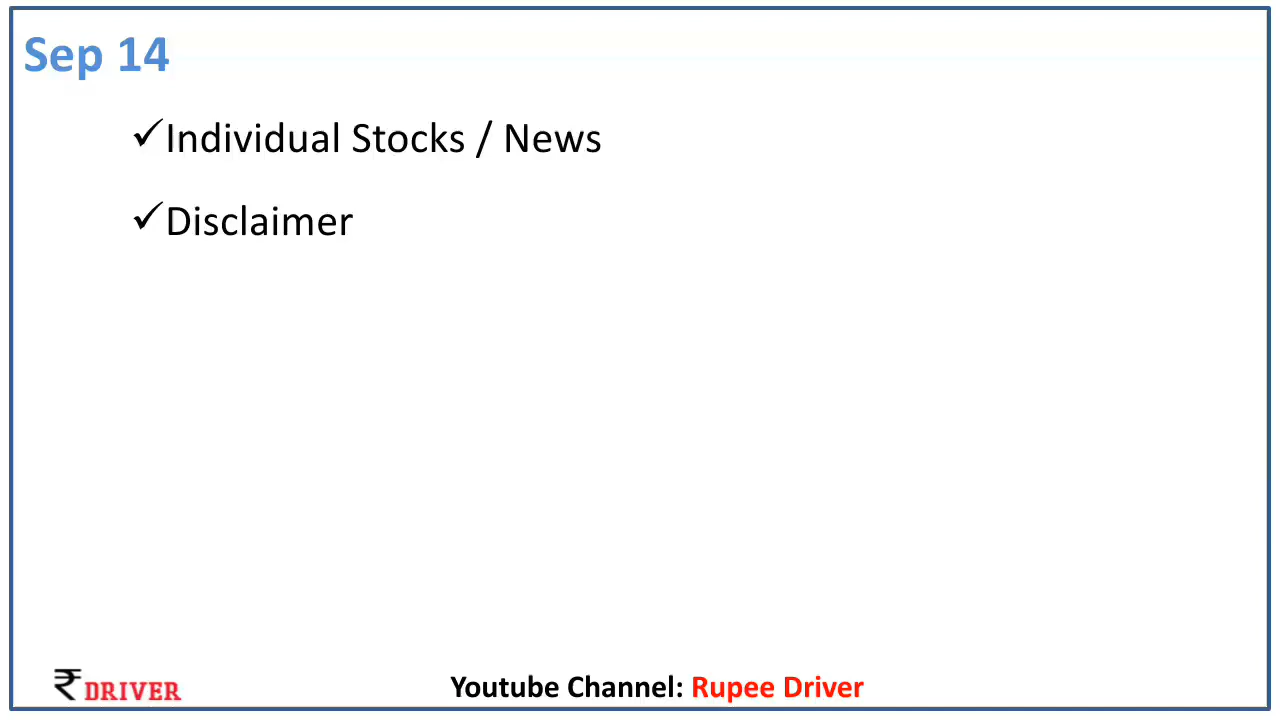 Sep 14
✓Individual Stocks / News
✓Disclaimer
₹ DRIVER
Youtube Channel: Rupee Driver